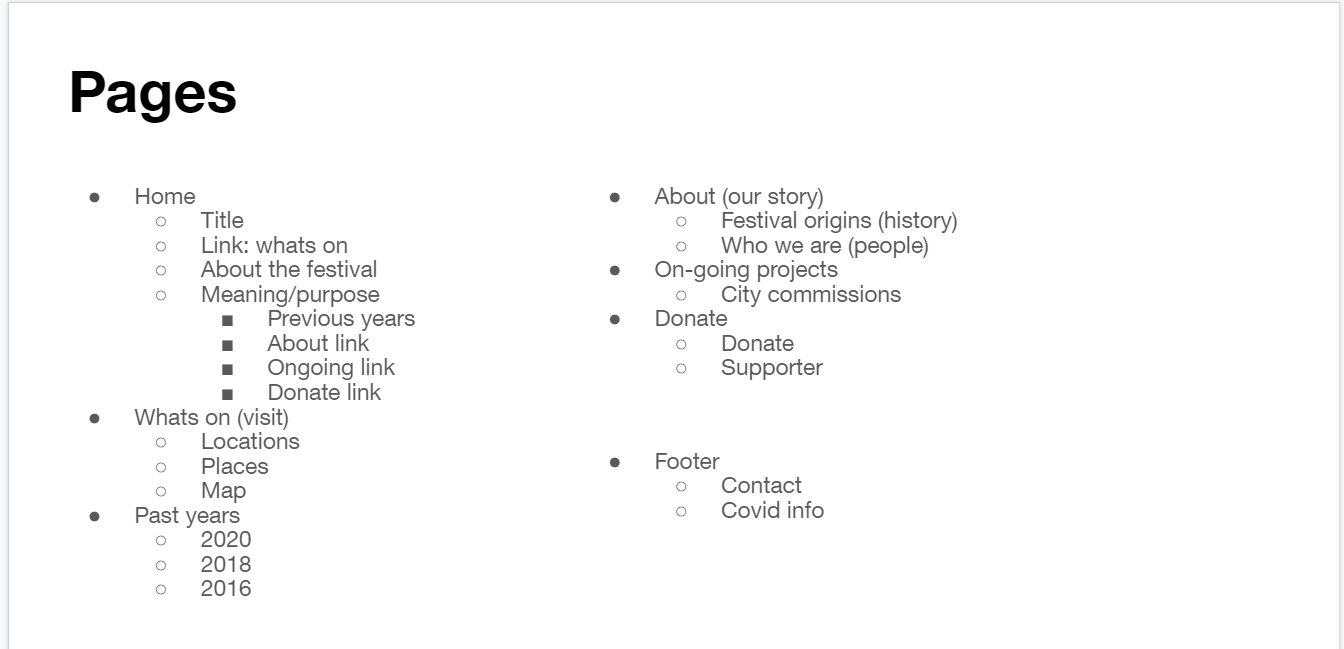 Pages
Home
Title
Link: whats on
About the festival
Meaning/purpose
Previous years
About link
Ongoing link
Donate link
Whats on (visit)
Locations
Places
Map
Past years
2020
2018
2016
About (our story)
Festival origins (history)
Who we are (people)
On-going projects
City commissions
Donate
Donate
Supporter
Footer
Contact
Covid info